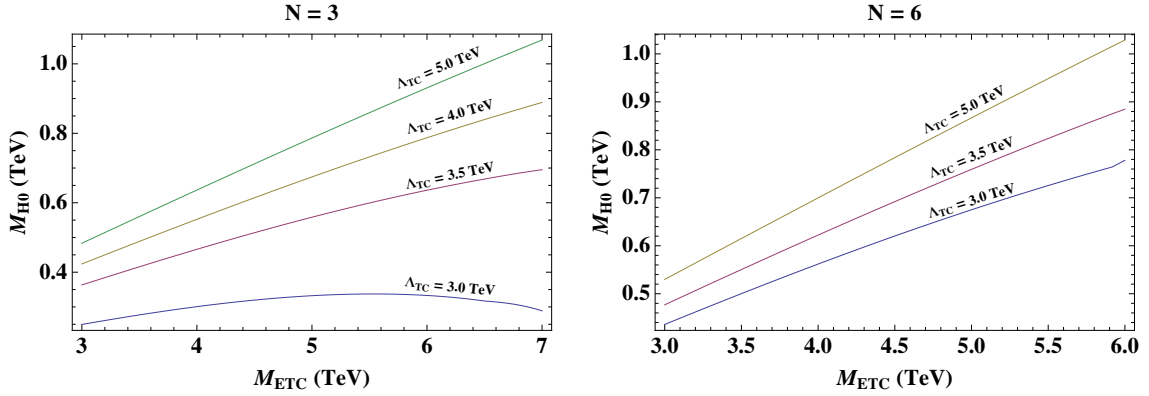 N = 3
M_H0 (TeV)
1.0
0.8
0.6
0.4
Λ_TC = 5.0 TeV
Λ_TC = 4.0 TeV
Λ_TC = 3.5 TeV
Λ_TC = 3.0 TeV
3 4 5 6 7
M_ETC (TeV)
N = 6
M_H0 (TeV)
1.0
0.9
0.8
0.7
0.6
0.5
Λ_TC = 5.0 TeV
Λ_TC = 3.5 TeV
Λ_TC = 3.0 TeV
3.0 3.5 4.0 4.5 5.0 5.5 6.0
M_ETC (TeV)